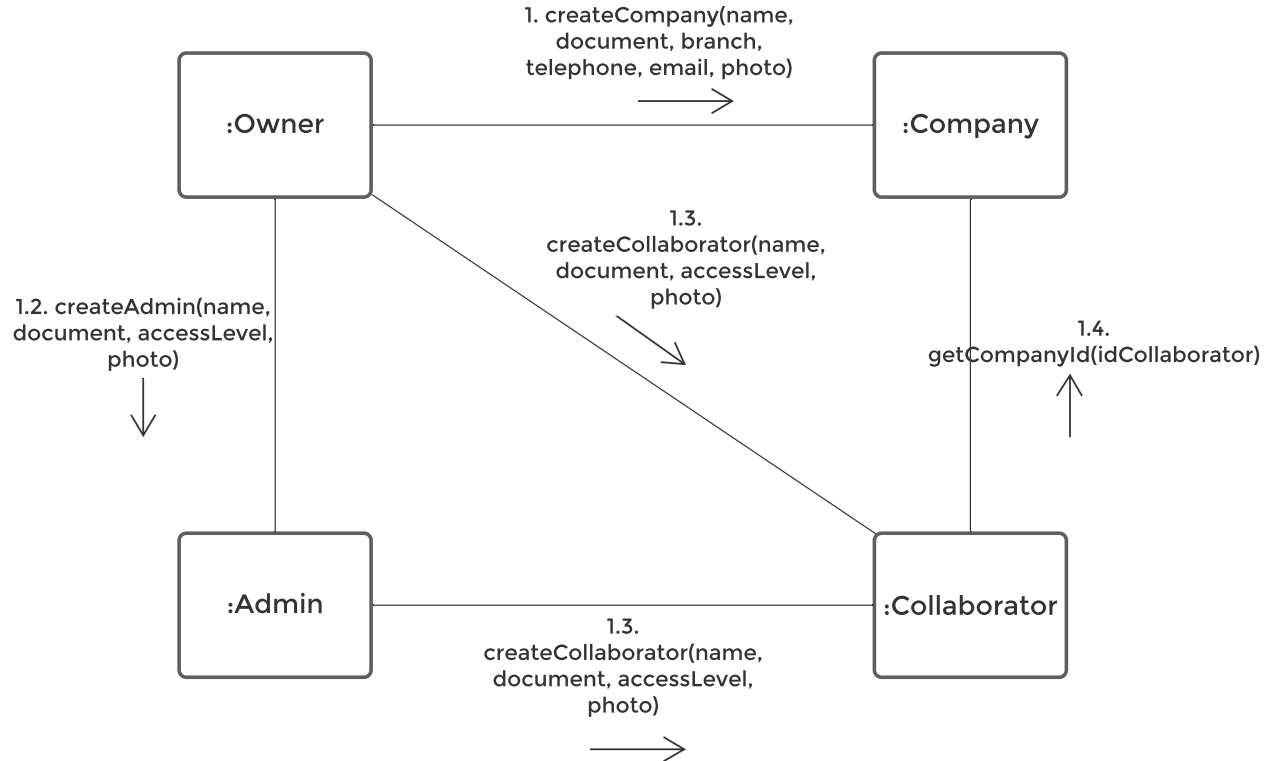 1. createCompany(name,
document, branch,
telephone, email, photo)
:Owner
:Company
1.3.
createCollaborator(name,
document, accessLevel,
photo)
1.2. createAdmin(name,
document, accessLevel,
photo)
1.4.
getCompanyId(idCollaborator)
:Admin
:Collaborator
1.3.
createCollaborator(name,
document, accessLevel,
photo)